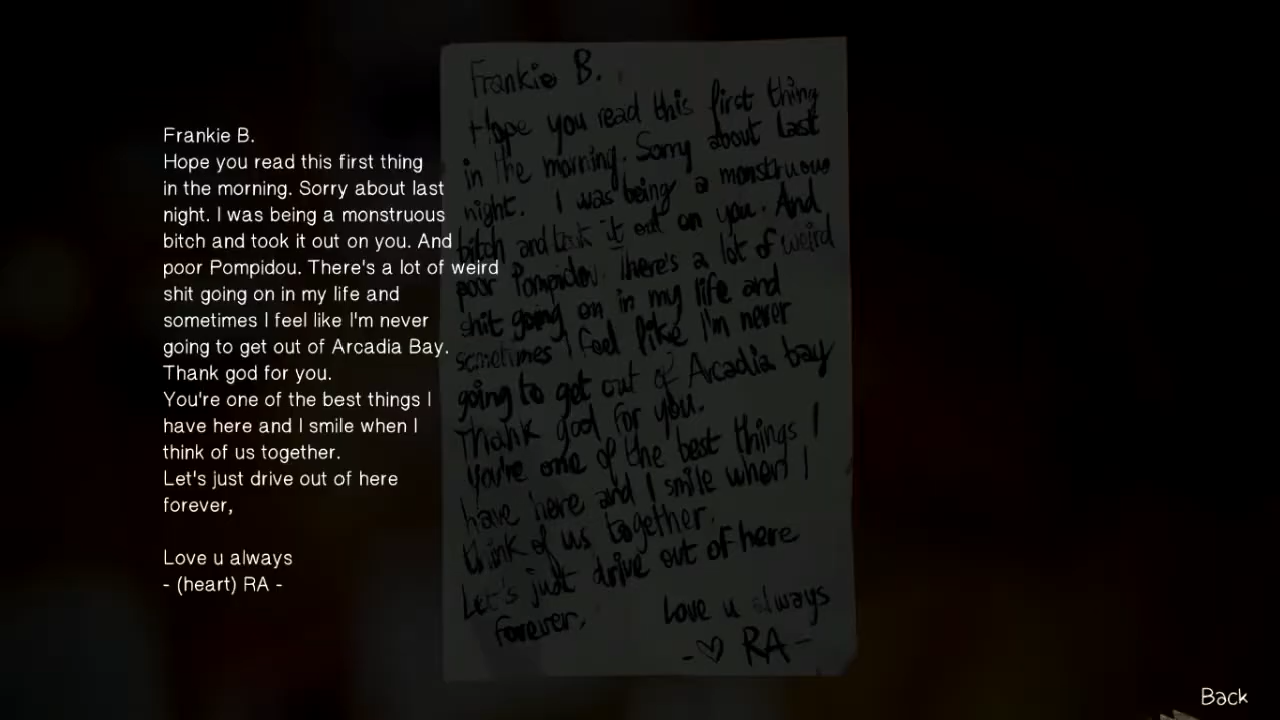 Frankie B.
Hope you read this first thing
in the morning. Sorry about last
night. I was being a monstruous
bitch and took it out on you. And
poor Pompidou. There's a lot of weird
shit going on in my life and
sometimes I feel like I'm never
going to get out of Arcadia Bay.
Thank god for you.
You're one of the best things I
have here and I smile when I
think of us together.
Let's just drive out of here
forever,
Love u always
- (heart) RA -
Frankie B.
Hope you read this first thing
in the morning. Sorry about last
night. I was being a monstruous
bitch and took it out on you. And
poor Pompidou. There's a lot of weird
shit going on in my life and
sometimes I feel like I'm never
going to get out of Arcadia bay
Thank god for you.
You're one of the best things I
have here and I smile when I
think of us together.
Let's just drive out of here
forever,
Love u always
- ♡ RA -
Back